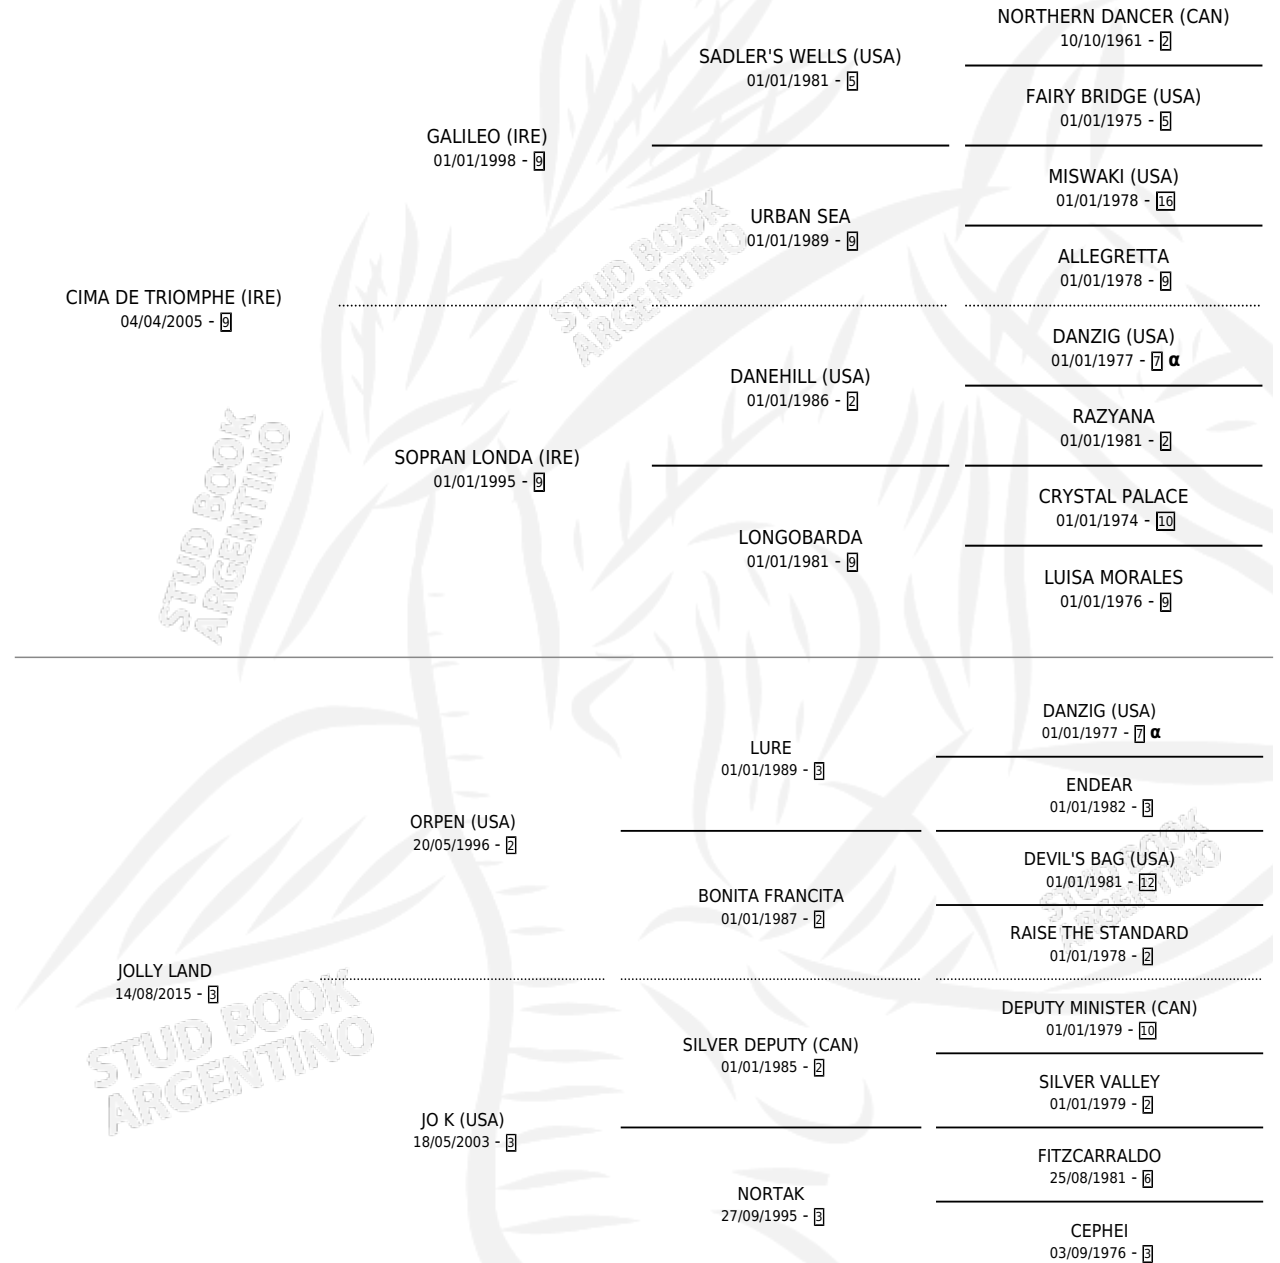 NORTHERN DANCER (CAN)
10/10/1961 - 2
SADLER'S WELLS (USA)
01/01/1981 - 5
FAIRY BRIDGE (USA)
01/01/1975 - 5
GALILEO (IRE)
01/01/1998 - 9
MISWAKI (USA)
01/01/1978 - 16
URBAN SEA
01/01/1989 - 9
ALLEGRETTA
01/01/1978 - 9
CIMA DE TRIOMPHE (IRE)
04/04/2005 - 9
DANZIG (USA)
01/01/1977 - 7 α
DANEHILL (USA)
01/01/1986 - 2
RAZYANA
01/01/1981 - 2
SOPRAN LONDA (IRE)
01/01/1995 - 9
CRYSTAL PALACE
01/01/1974 - 10
LONGOBARDA
01/01/1981 - 9
LUISA MORALES
01/01/1976 - 9
STUD BOOK
ARGENTINO
STUD BOOK
ARGENTINO
DANZIG (USA)
01/01/1977 - 7 α
LURE
01/01/1989 - 3
ENDEAR
01/01/1982 - 3
ORPEN (USA)
20/05/1996 - 2
DEVIL'S BAG (USA)
01/01/1981 - 12
BONITA FRANCITA
01/01/1987 - 2
RAISE THE STANDARD
01/01/1978 - 2
JOLLY LAND
14/08/2015 - 3
DEPUTY MINISTER (CAN)
01/01/1979 - 10
SILVER DEPUTY (CAN)
01/01/1985 - 2
SILVER VALLEY
01/01/1979 - 2
JO K (USA)
18/05/2003 - 3
FITZCARRALDO
25/08/1981 - 6
NORTAK
27/09/1995 - 3
CEPHEI
03/09/1976 - 3
STUD BOOK
ARGENTINO
STUD BOOK
ARGENTINO